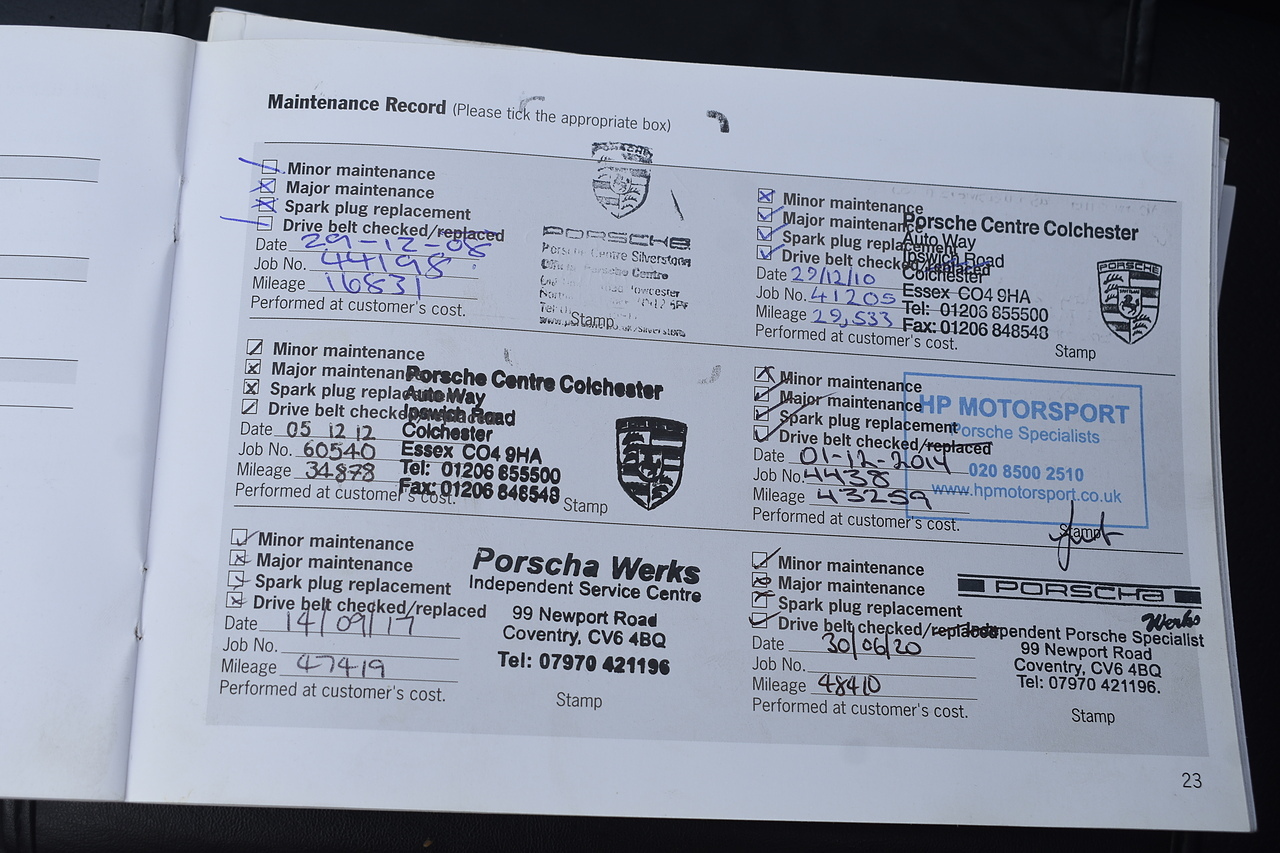 Maintenance Record (Please tick the appropriate box)
Minor maintenance
Major maintenance
Spark plug replacement
Drive belt checked/replaced
Date 29-12-08
Job No. 44198
Mileage 16831
Performed at customer's cost.
PORSCHE
PORSCHE
Porsche Centre Silverstone
Porsche Centre
Towcester
Stamp
Minor maintenance
Major maintenance
Spark plug replacement
Drive belt checked/replaced
Date 29/12/10
Job No. 41205
Mileage 29,533
Performed at customer's cost.
Porsche Centre Colchester
Auto Way
Ipswich Road
Colchester
Essex CO4 9HA
Tel: 01206 855500
Fax: 01206 848548
PORSCHE
Stamp
Minor maintenance
Major maintenance
Spark plug replacement
Drive belt checked
Date 05 12 12
Job No. 60540
Mileage 34878
Performed at customer's cost.
Porsche Centre Colchester
Auto Way
Ipswich Road
Colchester
Essex CO4 9HA
Tel: 01206 855500
Fax: 01206 848548
Stamp
Minor maintenance
Major maintenance
Spark plug replacement
Drive belt checked/replaced
Date 01-12-2014
Job No. 4438
Mileage 43259
Performed at customer's cost.
HP MOTORSPORT
Porsche Specialists
020 8500 2510
www.hpmotorsport.co.uk
Stamp
Minor maintenance
Major maintenance
Spark plug replacement
Drive belt checked/replaced
Date 14/09/17
Job No.
Mileage 47419
Performed at customer's cost.
Porscha Werks
Independent Service Centre
99 Newport Road
Coventry, CV6 4BQ
Tel: 07970 421196
Stamp
Minor maintenance
Major maintenance
Spark plug replacement
Drive belt checked/replaced
Date 30/06/20
Job No.
Mileage 48410
Performed at customer's cost.
PORSCHa
Werks
Independent Porsche Specialist
99 Newport Road
Coventry, CV6 4BQ
Tel: 07970 421196.
Stamp
23